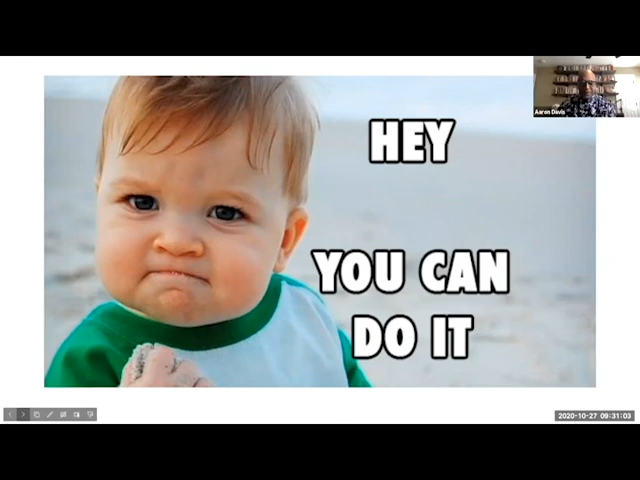 Aaron Davis
HEY
YOU CAN
DO IT
2020-10-27 09:31:03